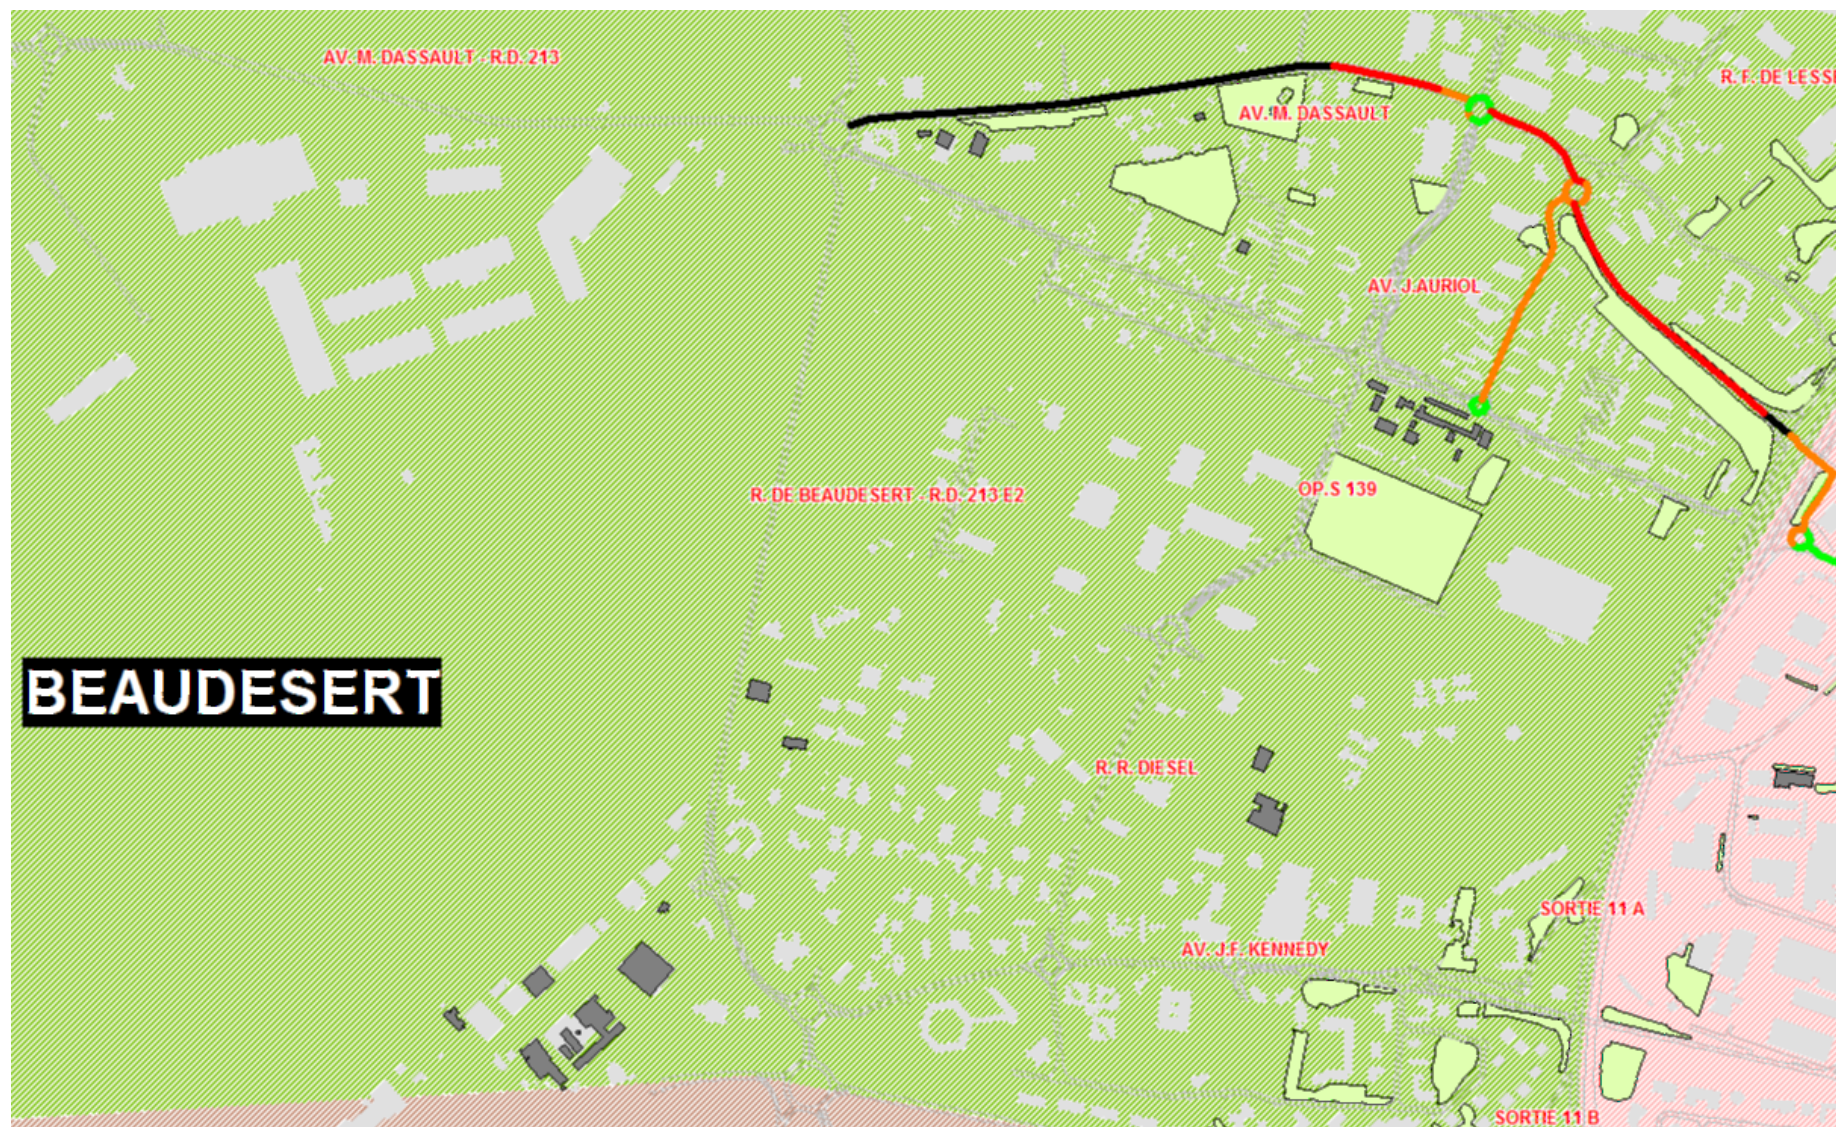 AV. M. DASSAULT - R.D. 213
R. F. DE LESSE
AV. M. DASSAULT
AV. J.AURIOL
R. DE BEAUDESERT - R.D. 213 E2
OP.S 139
BEAUDESERT
R. R. DIESEL
SORTIE 11 A
AV. J.F. KENNEDY
SORTIE 11 B